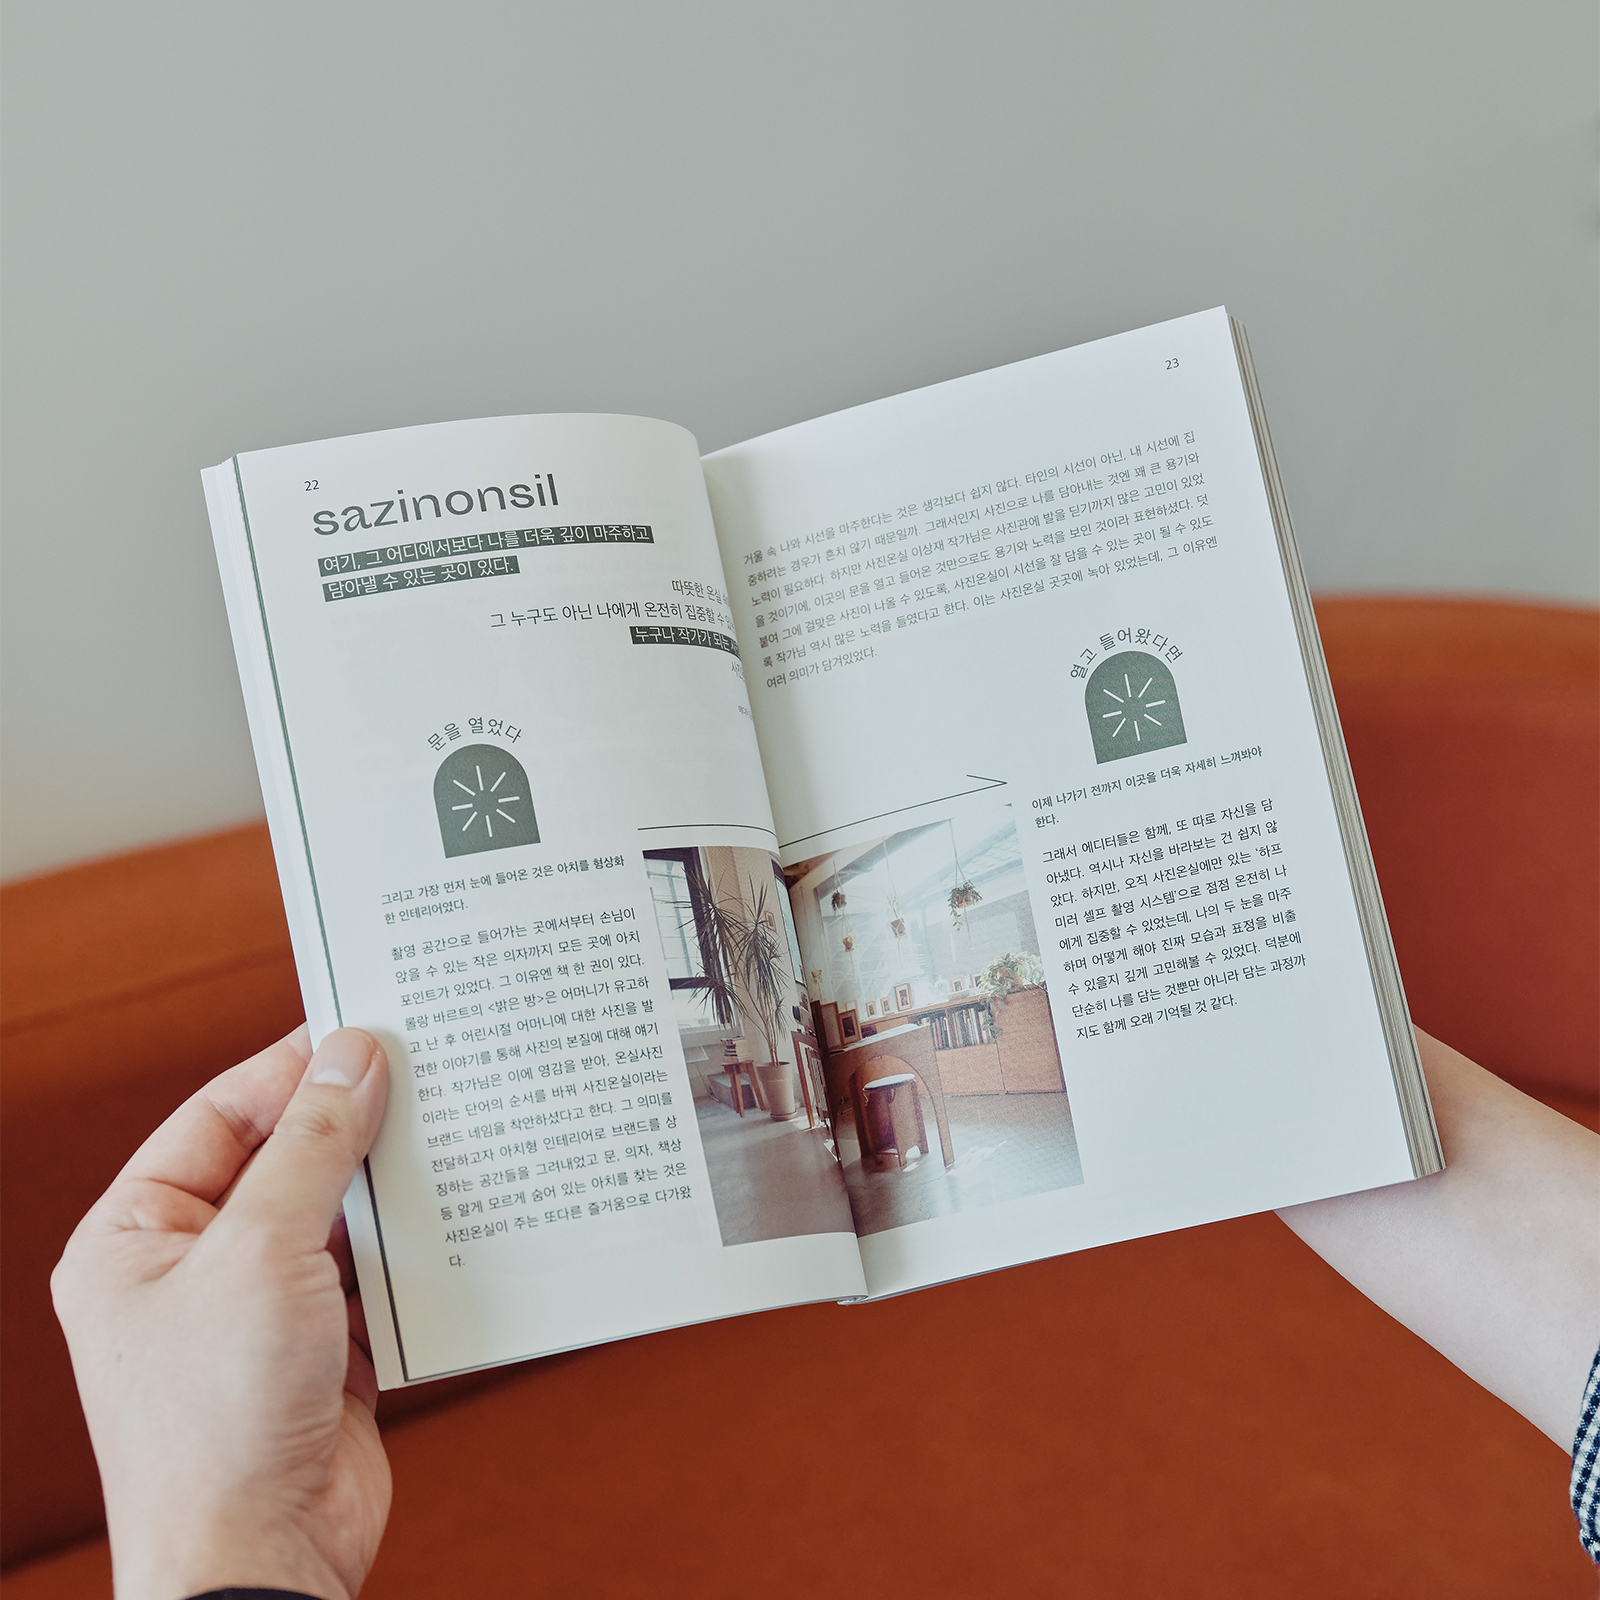 22
sazinonsil
여기, 그 어디에서보다 나를 더욱 깊이 마주하고
담아낼 수 있는 곳이 있다.
따뜻한 온실 속
그 누구도 아닌 나에게 온전히 집중할 수
누구나 작가가 되는
문을 열었다
그리고 가장 먼저 눈에 들어온 것은 아치를 형상화
한 인테리어였다.
촬영 공간으로 들어가는 곳에서부터 손님이
앉을 수 있는 작은 의자까지 모든 곳에 아치
포인트가 있었다. 그 이유엔 책 한 권이 있다.
롤랑 바르트의 <밝은 방>은 어머니가 유고하
고 난 후 어린시절 어머니에 대한 사진을 발
견한 이야기를 통해 사진의 본질에 대해 얘기
한다. 작가님은 이에 영감을 받아, 온실사진
이라는 단어의 순서를 바꿔 사진온실이라는
브랜드 네임을 착안하셨다고 한다. 그 의미를
전달하고자 아치형 인테리어로 브랜드를 상
징하는 공간들을 그려내었고 문, 의자, 책상
등 알게 모르게 숨어 있는 아치를 찾는 것은
사진온실이 주는 또다른 즐거움으로 다가왔
다.
23
거울 속 나와 시선을 마주한다는 것은 생각보다 쉽지 않다. 타인의 시선이 아닌, 내 시선에 집
중하려는 경우가 흔치 않기 때문일까. 그래서인지 사진으로 나를 담아내는 것엔 꽤 큰 용기와
노력이 필요하다. 하지만 사진온실 이상재 작가님은 사진관에 발을 딛기까지 많은 고민이 있었
을 것이기에, 이곳의 문을 열고 들어온 것만으로도 용기와 노력을 보인 것이라 표현하셨다. 덧
붙여 그에 걸맞은 사진이 나올 수 있도록, 사진온실이 시선을 잘 담을 수 있는 곳이 될 수 있도
록 작가님 역시 많은 노력을 들였다고 한다. 이는 사진온실 곳곳에 녹아 있었는데, 그 이유엔
여러 의미가 담겨있었다.
열고 들어왔다면
이제 나가기 전까지 이곳을 더욱 자세히 느껴봐야
한다.
그래서 에디터들은 함께, 또 따로 자신을 담
아냈다. 역시나 자신을 바라보는 건 쉽지 않
았다. 하지만, 오직 사진온실에만 있는 ‘하프
미러 셀프 촬영 시스템’으로 점점 온전히 나
에게 집중할 수 있었는데, 나의 두 눈을 마주
하며 어떻게 해야 진짜 모습과 표정을 비출
수 있을지 깊게 고민해볼 수 있었다. 덕분에
단순히 나를 담는 것뿐만 아니라 담는 과정까
지도 함께 오래 기억될 것 같다.